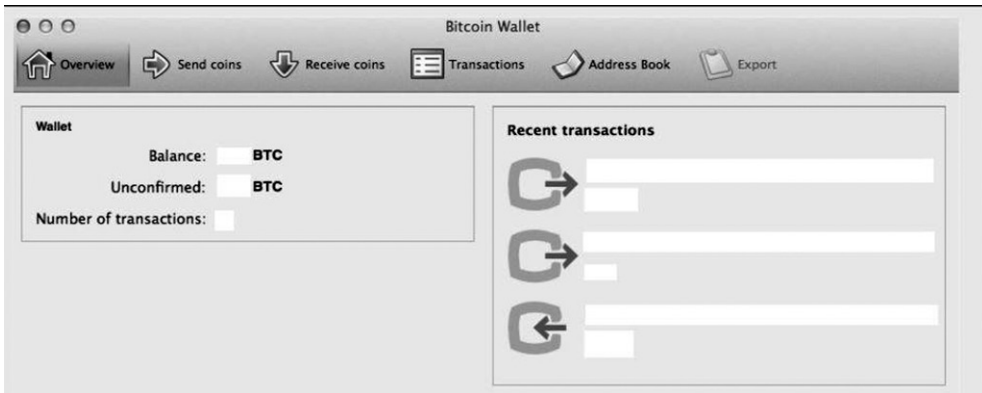 Bitcoin Wallet
Overview Send coins Receive coins Transactions Address Book Export
Wallet
Balance: BTC
Unconfirmed: BTC
Number of transactions:
Recent transactions